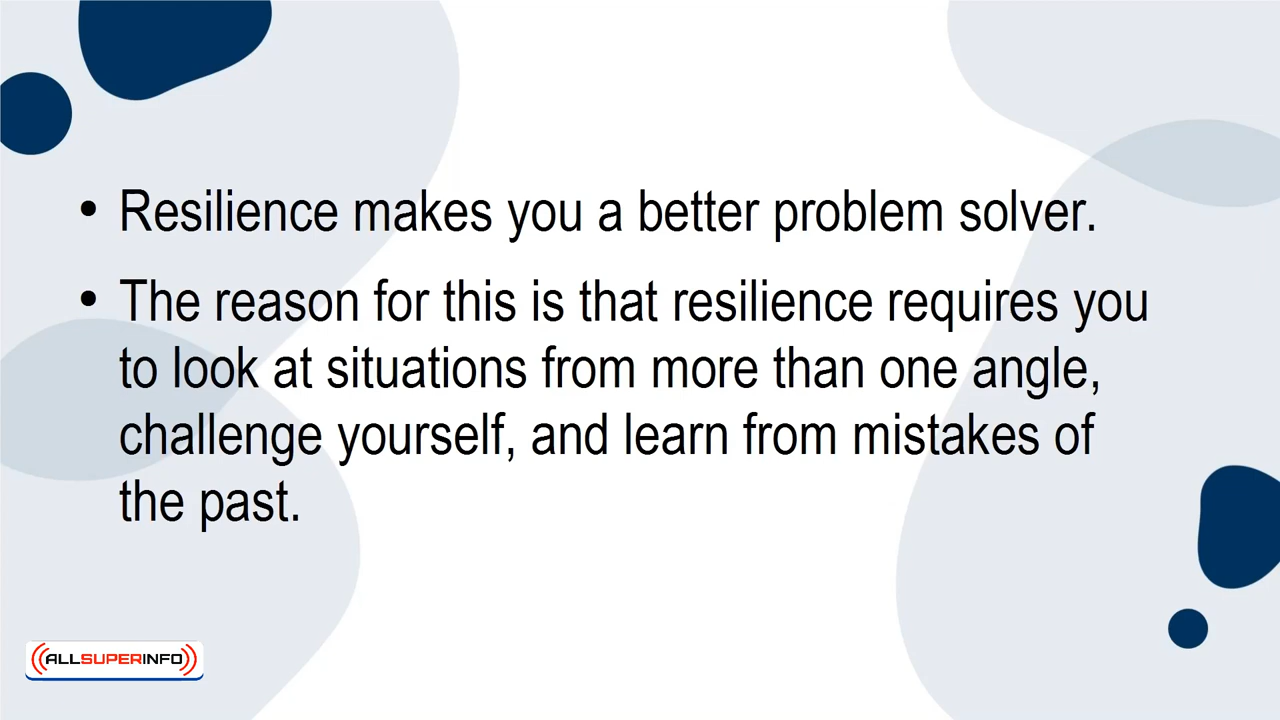 • Resilience makes you a better problem solver.
• The reason for this is that resilience requires you
to look at situations from more than one angle,
challenge yourself, and learn from mistakes of
the past.
ALLSUPERINFO